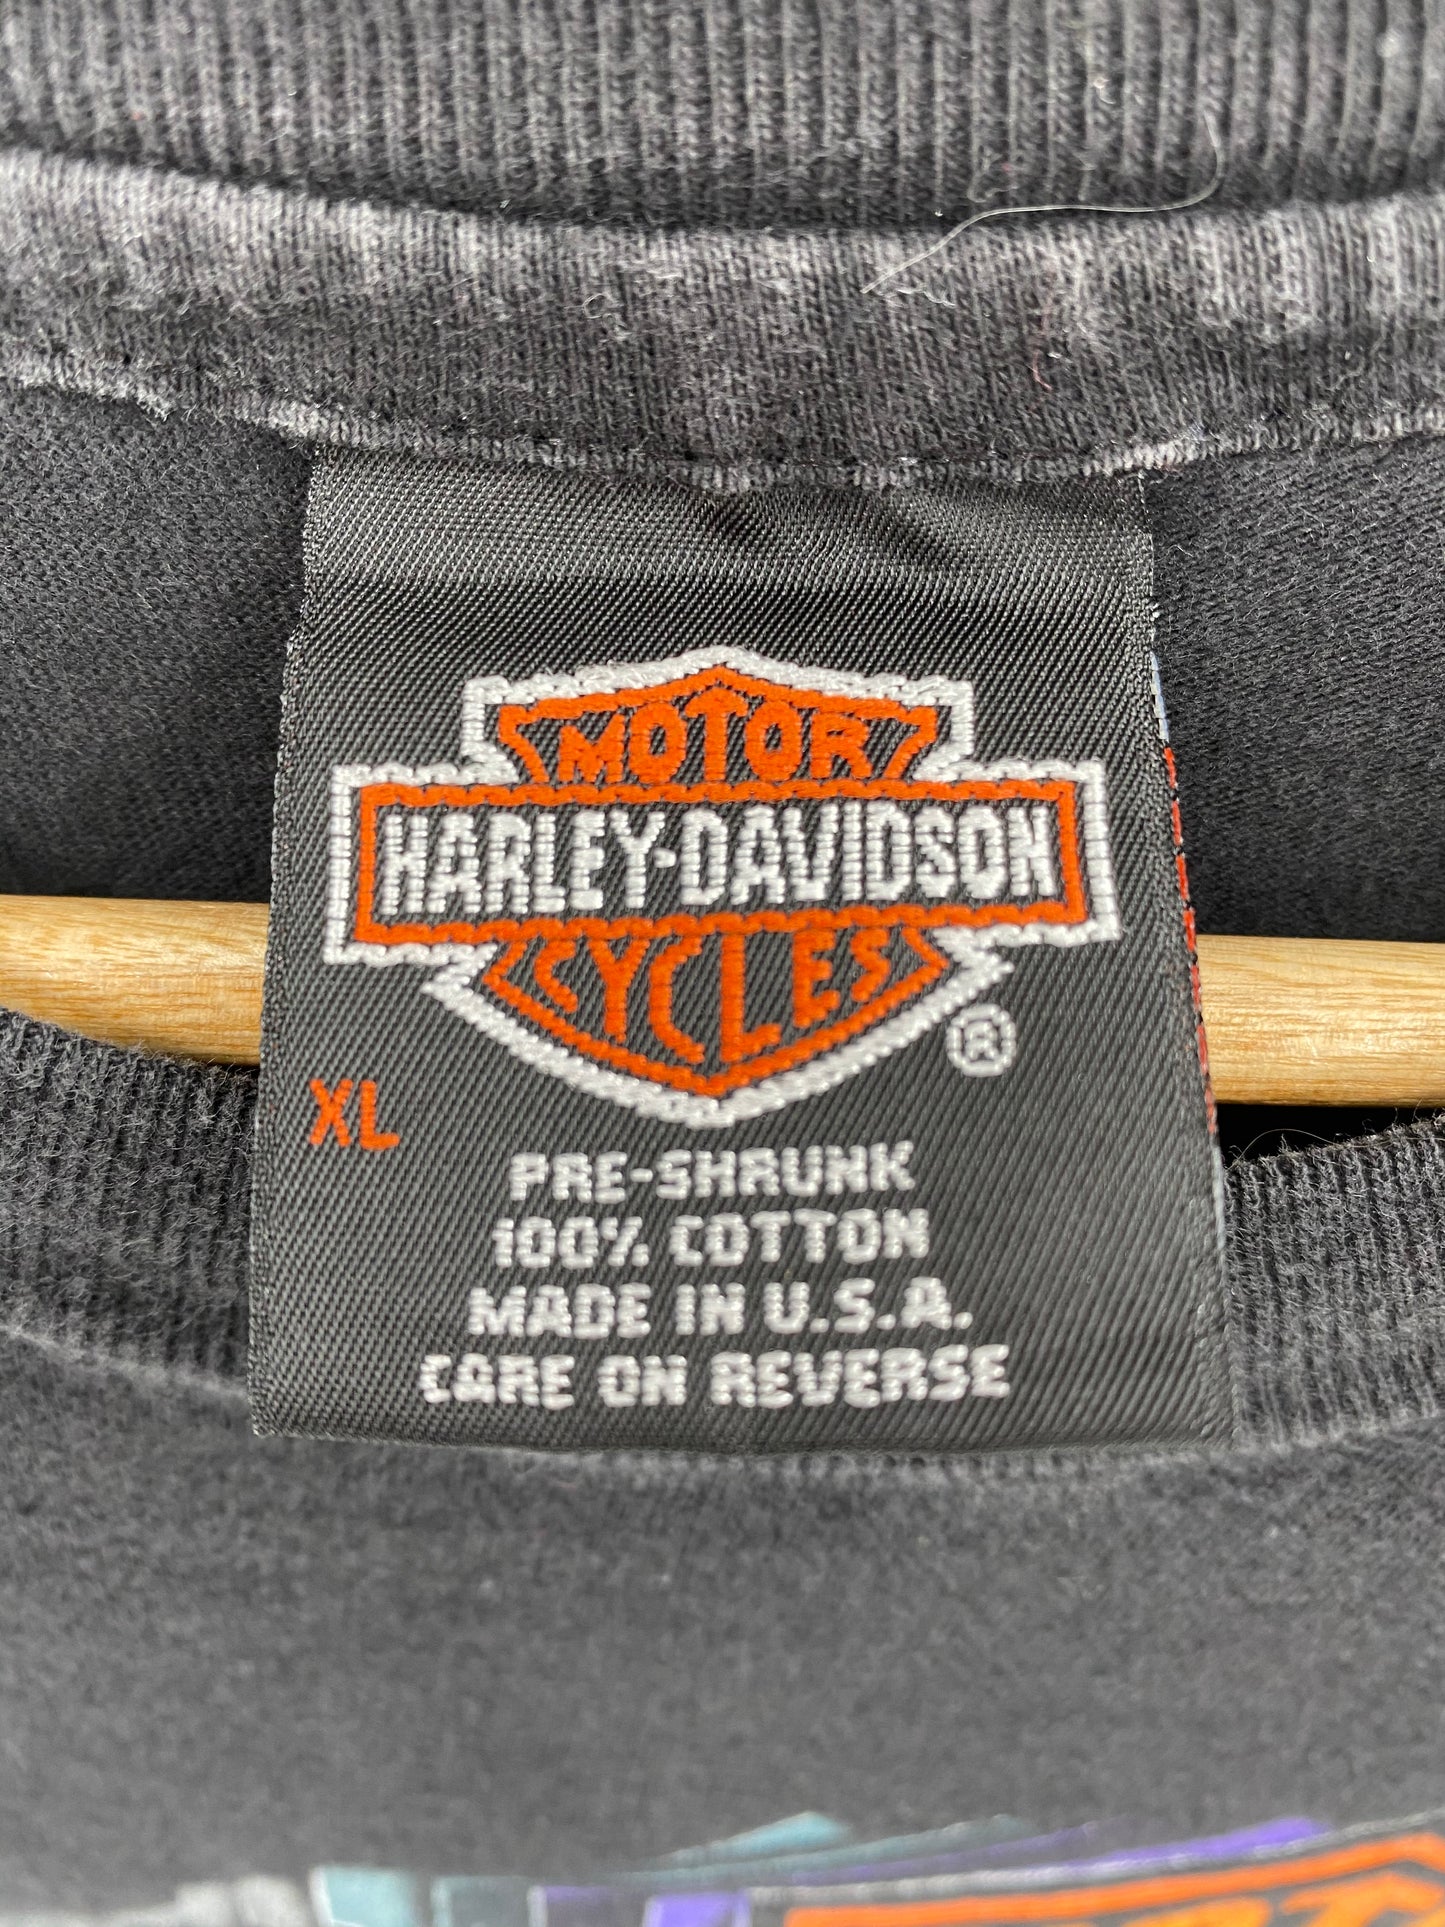 MOTOR
HARLEY-DAVIDSON
CYCLES
®
XL
PRE-SHRUNK
100% COTTON
MADE IN U.S.A.
CARE ON REVERSE